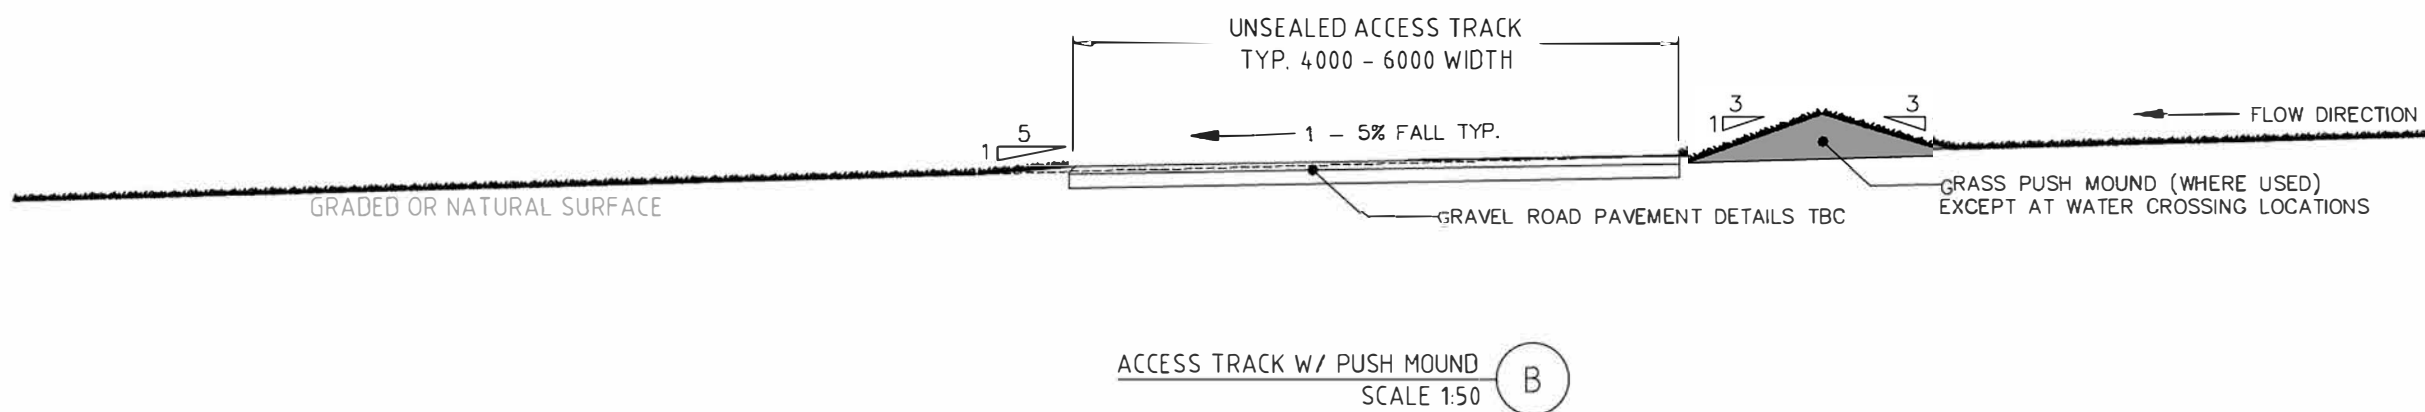 UNSEALED ACCESS TRACK
TYP. 4000 - 6000 WIDTH
5
1
1 - 5% FALL TYP.
3
1
3
FLOW DIRECTION
GRADED OR NATURAL SURFACE
GRAVEL ROAD PAVEMENT DETAILS TBC
GRASS PUSH MOUND (WHERE USED)
EXCEPT AT WATER CROSSING LOCATIONS
ACCESS TRACK W/ PUSH MOUND
SCALE 1:50
B